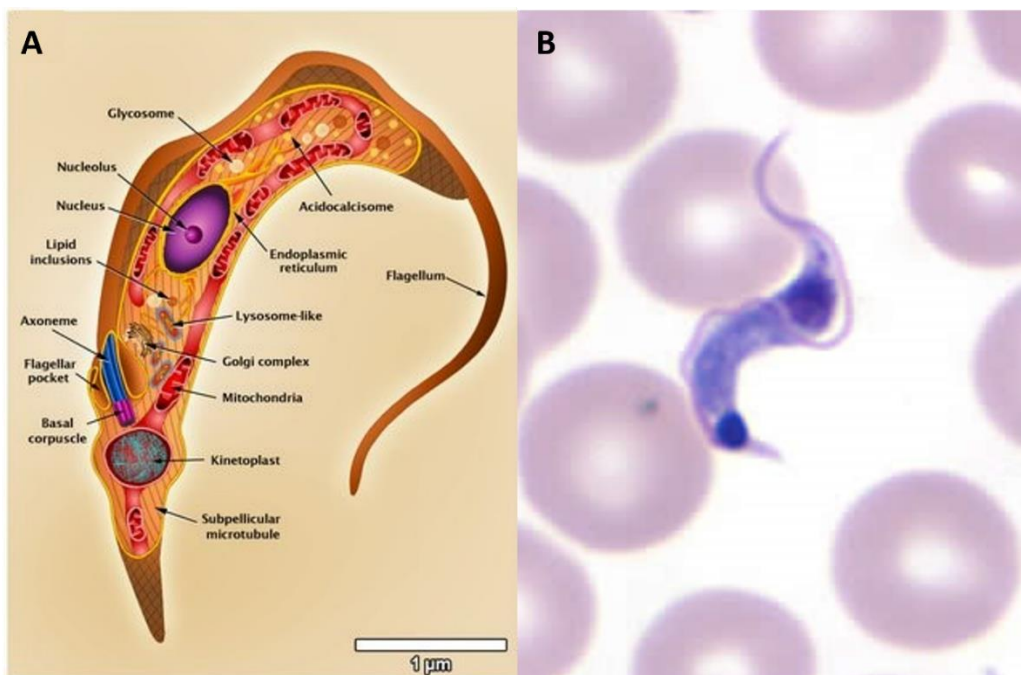 A
B
Glycosome
Nucleolus
Nucleus
Lipid
inclusions
Axoneme
Flagellar
pocket
Basal
corpuscle
Acidocalcisome
Endoplasmic
reticulum
Flagellum
Lysosome-like
Golgi complex
Mitochondria
Kinetoplast
Subpellicular
microtubule
1 µm